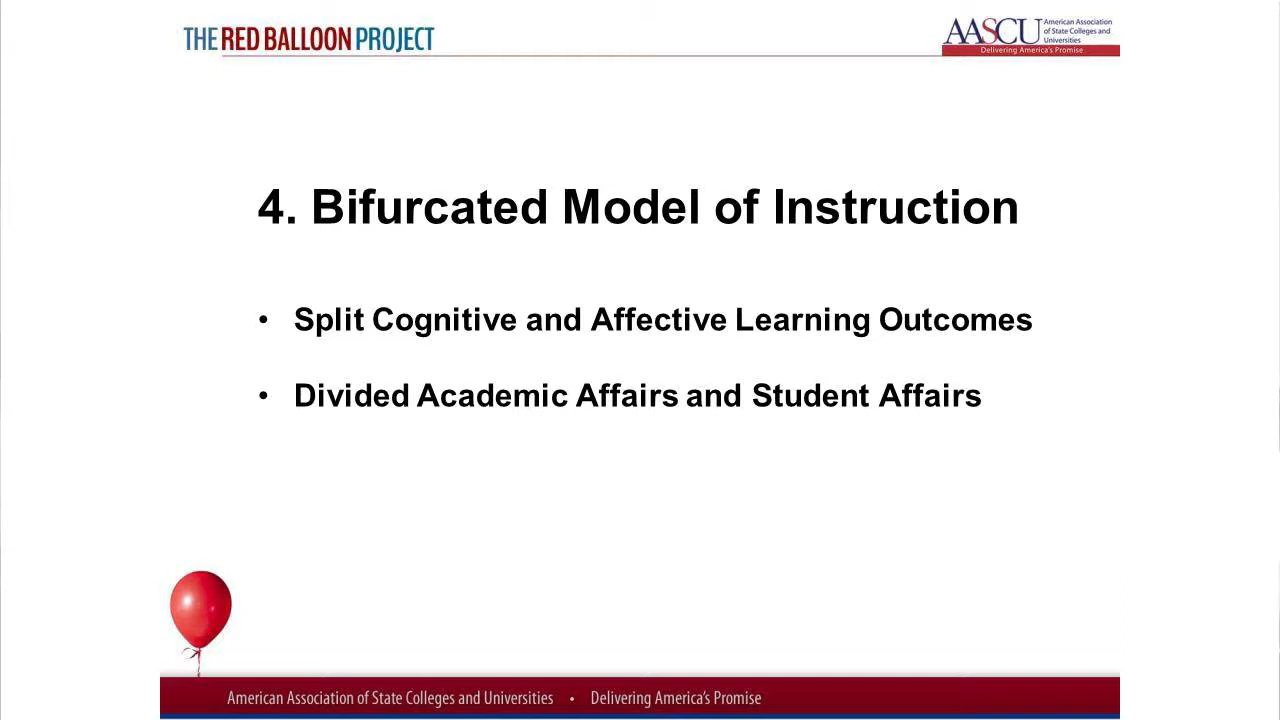 THE RED BALLOON PROJECT
AASCU
American Association
of State Colleges and
Universities
Delivering America's Promise
4. Bifurcated Model of Instruction
• Split Cognitive and Affective Learning Outcomes
• Divided Academic Affairs and Student Affairs
American Association of State Colleges and Universities • Delivering America's Promise